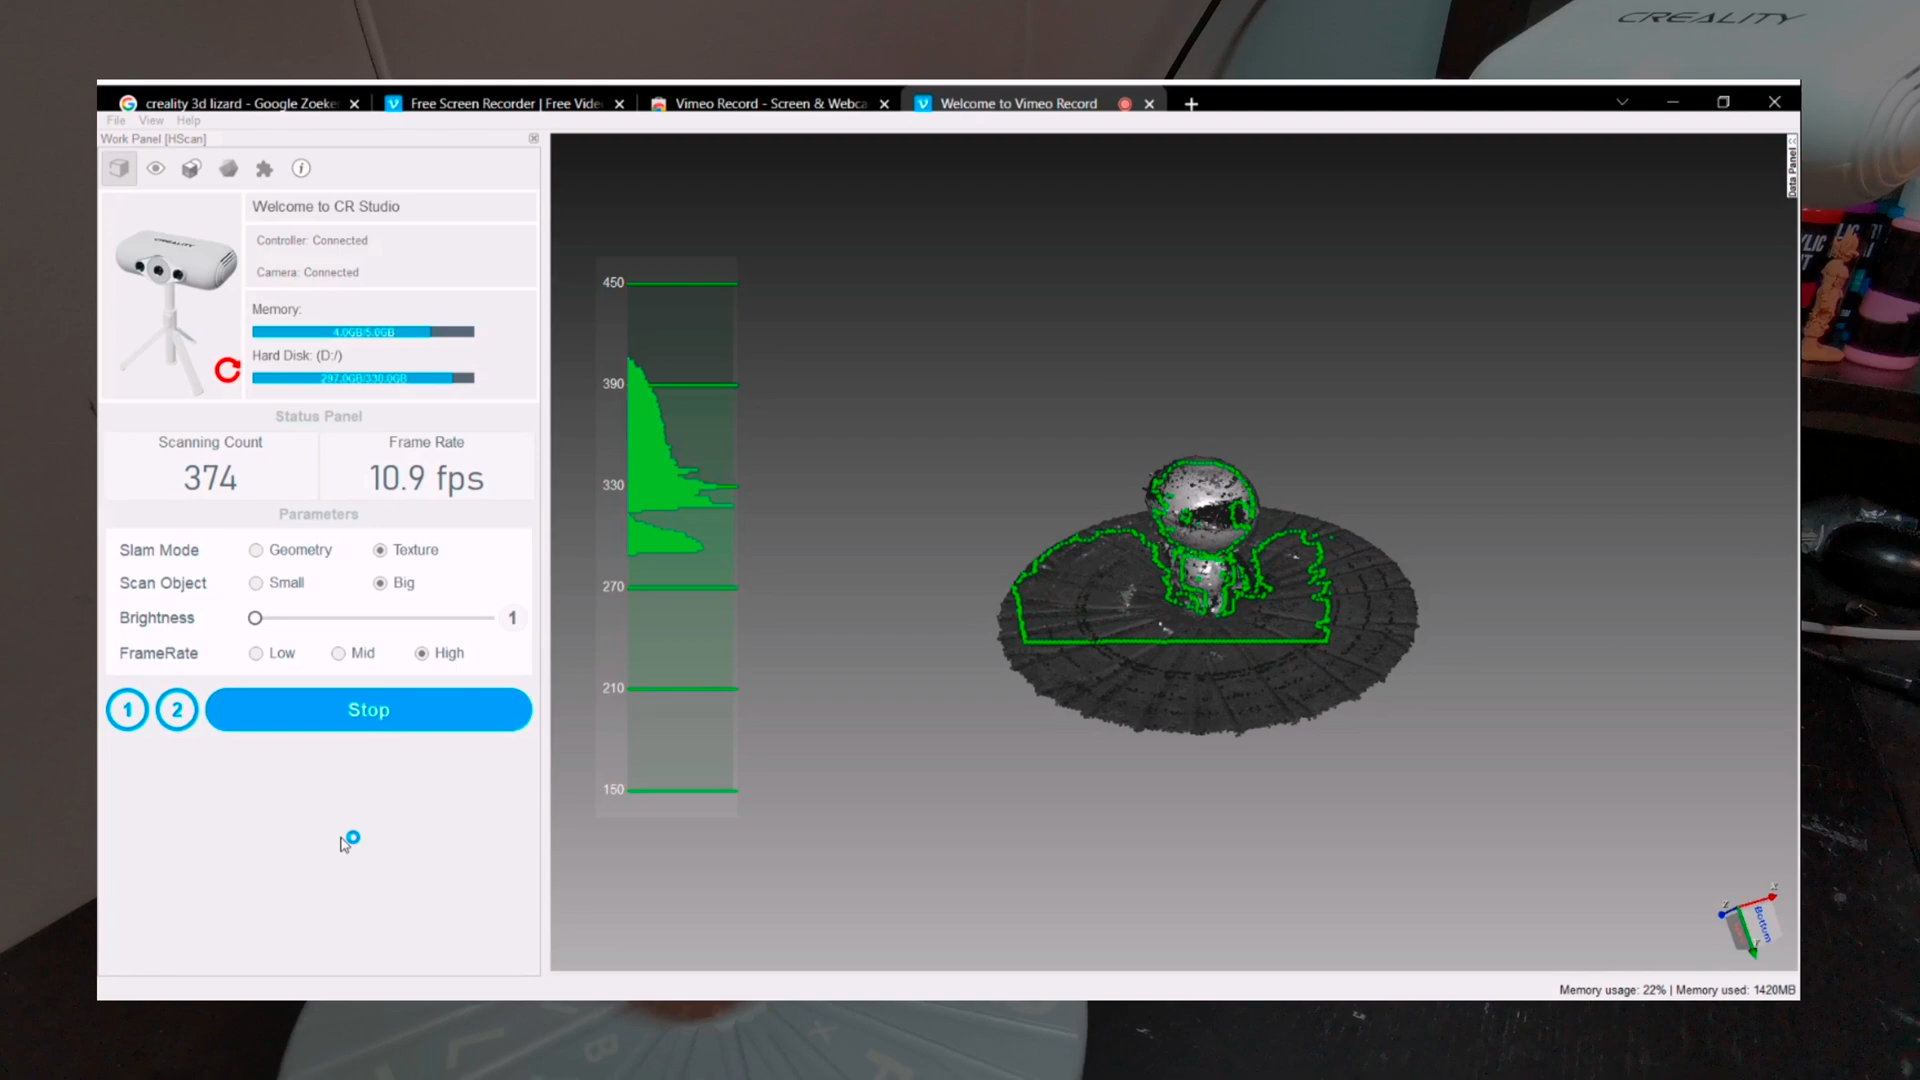 CREALITY
creality 3d lizard - Google Zoeke
Free Screen Recorder | Free Vide
Vimeo Record - Screen & Webca
Welcome to Vimeo Record
File View Help
Work Panel [HScan]
Data Panel
CREALITY
Welcome to CR Studio
Controller: Connected
Camera: Connected
Memory:
4.0GB/5.0GB
Hard Disk: (D:/)
297.0GB/330.0GB
Status Panel
Scanning Count Frame Rate
374 10.9 fps
Parameters
Slam Mode Geometry Texture
Scan Object Small Big
Brightness 1
FrameRate Low Mid High
1 2 Stop
450
390
330
270
210
150
X
Z
Bottom
Y
Memory usage: 22% | Memory used: 1420MB